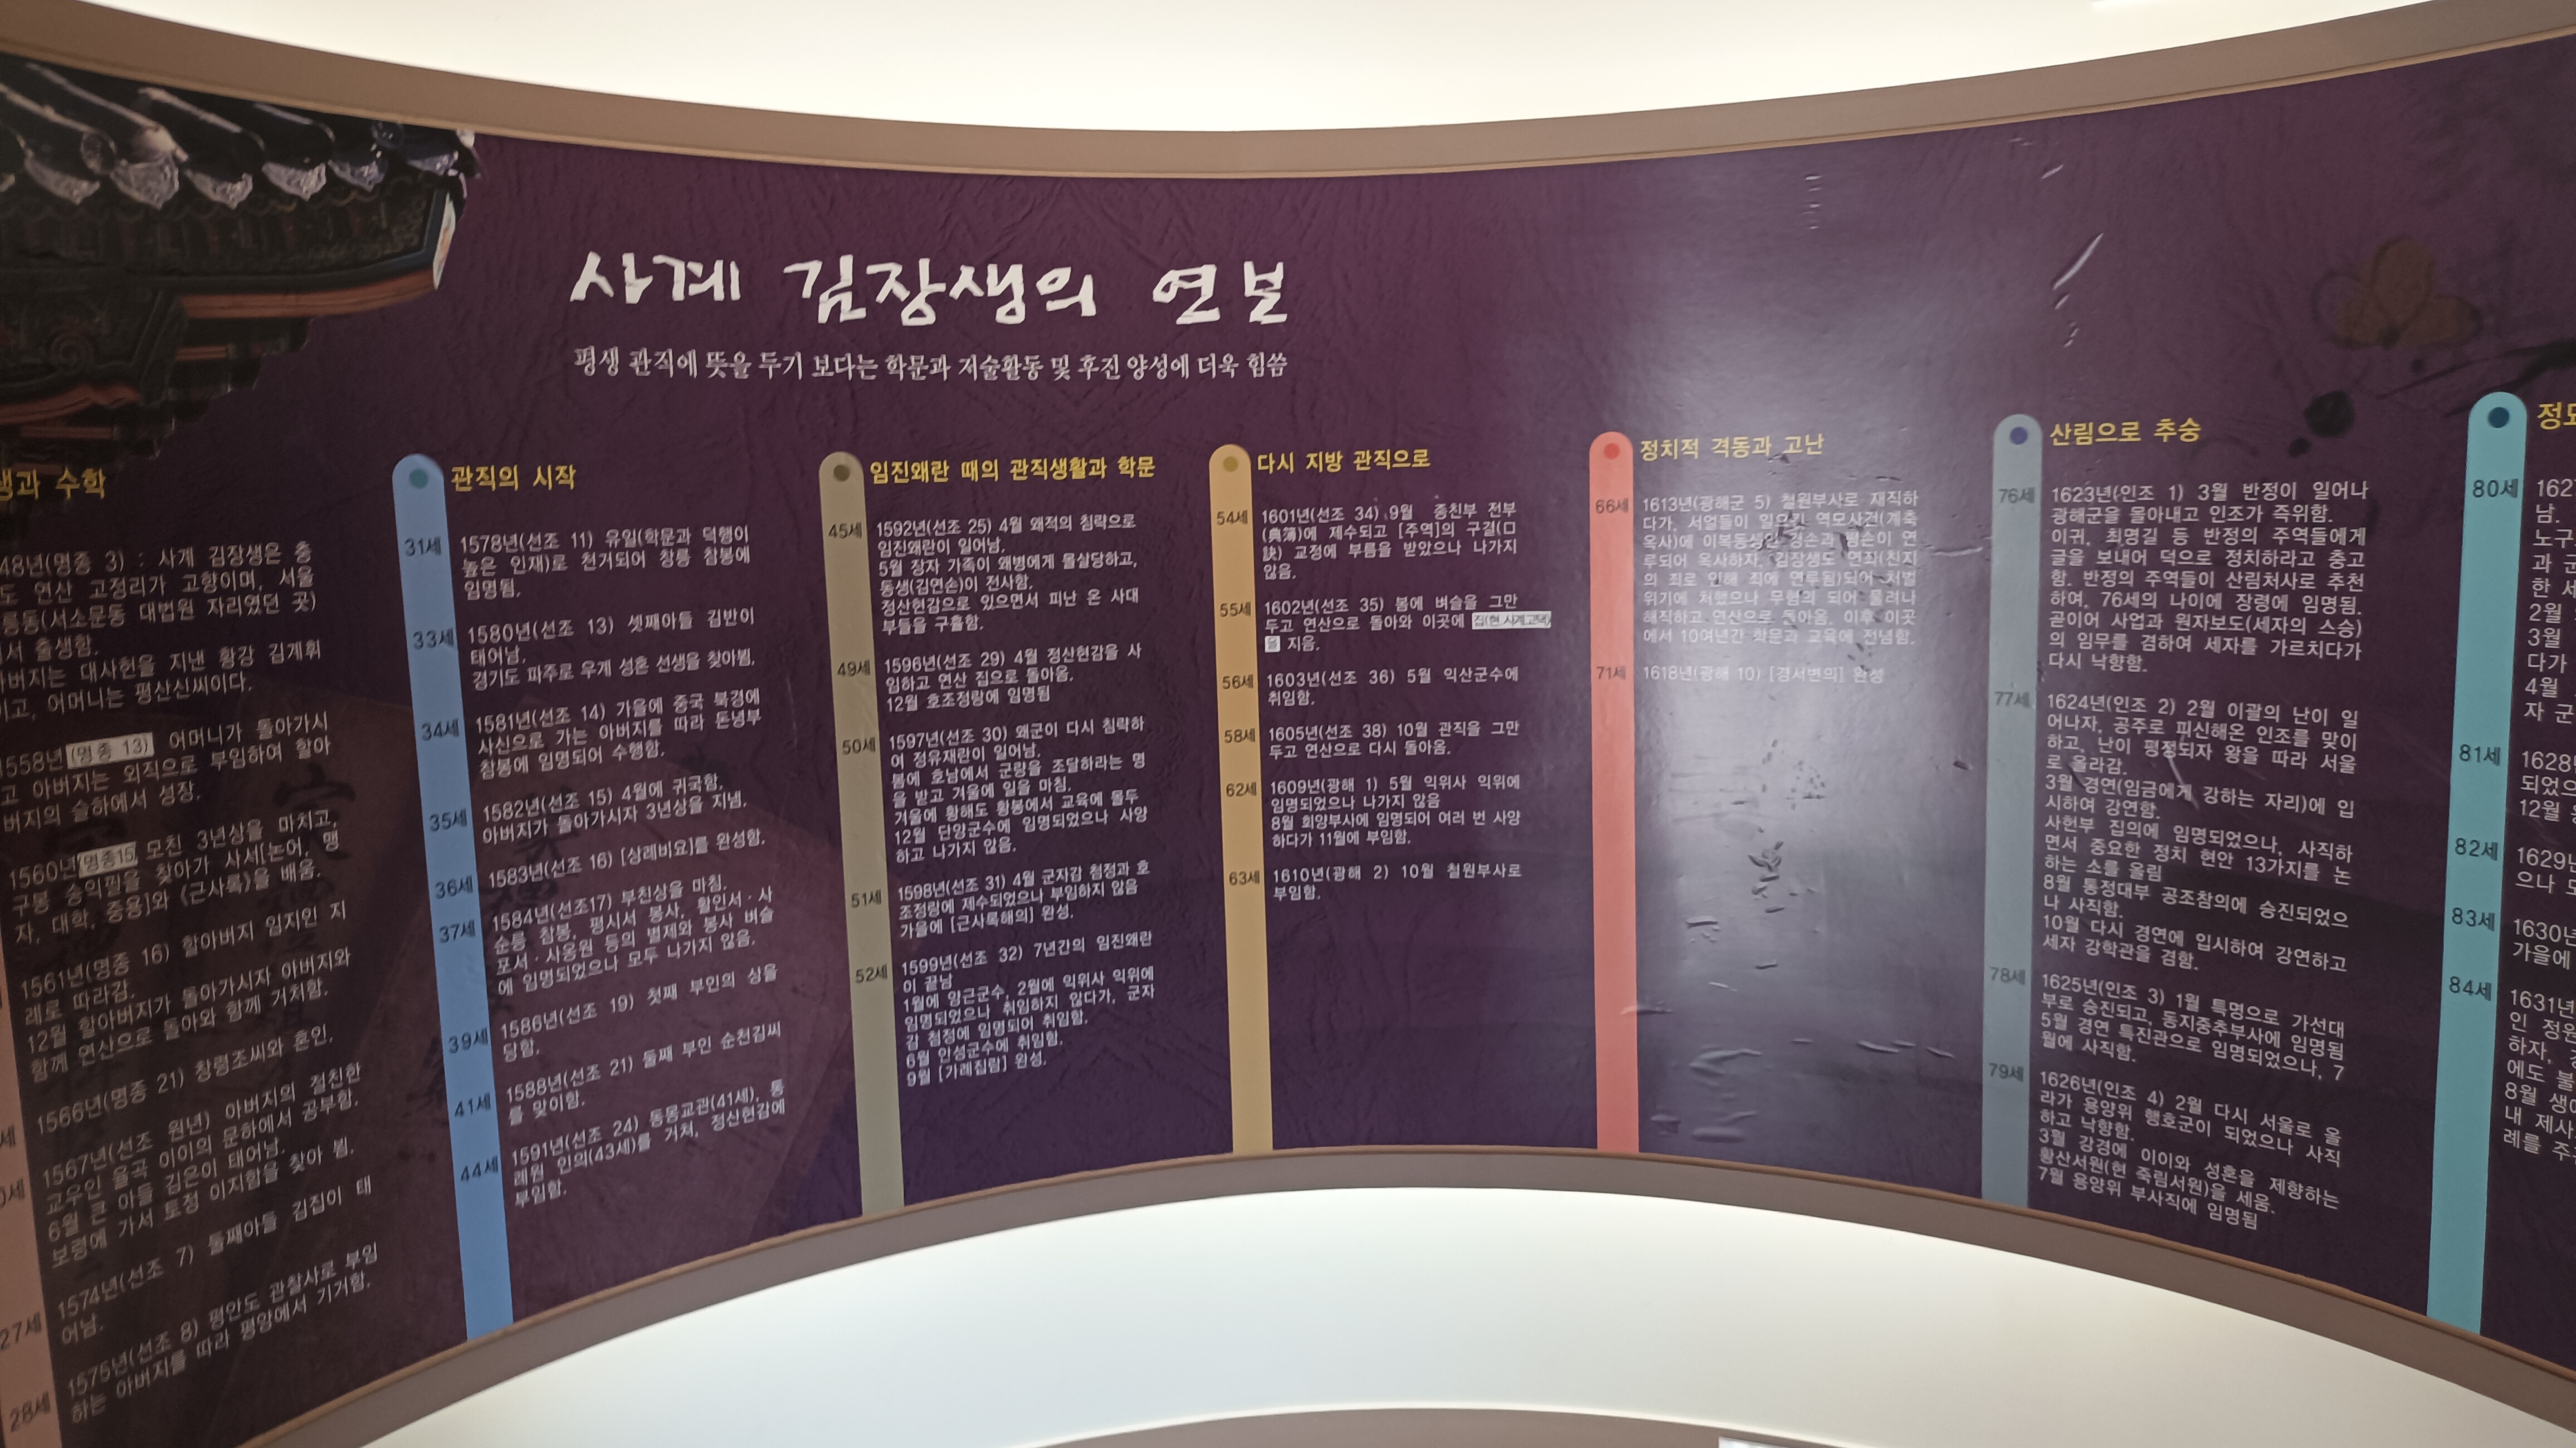 사계 김장생의 연보
평생 관직에 뜻을 두기 보다는 학문과 저술활동 및 후진 양성에 더욱 힘씀
수학
48년(명종 3) : 사계 김장생은 충
도 연산 고정리가 고향이며, 서울
릉동(서소문동 대법원 자리였던 곳)
서 출생함.
버지는 대사헌을 지낸 황강 김계휘
이고, 어머니는 평산신씨이다.
558년(명종 13) 어머니가 돌아가시
고 아버지는 외직으로 부임하여 할아
버지의 슬하에서 성장.
1560년(명종15) 모친 3년상을 마치고,
구봉 송익필을 찾아가 사서[논어, 맹
자, 대학, 중용]와 《근사록》을 배움.
1561년(명종 16) 할아버지 임지인 지
례로 따라감.
12월 할아버지가 돌아가시자 아버지와
함께 연산으로 돌아와 함께 거처함.
1566년(명종 21) 창령조씨와 혼인.
1567년(선조 원년) 아버지의 절친한
교우인 율곡 이이의 문하에서 공부함.
6월 큰 아들 김은이 태어남.
보령에 가서 토정 이지함을 찾아 뵘.
27세
1574년(선조 7) 둘째아들 김집이 태
어남.
28세
1575년(선조 8) 평안도 관찰사로 부임
하는 아버지를 따라 평양에서 기거함.
관직의 시작
31세
1578년(선조 11) 유일(학문과 덕행이
높은 인재)로 천거되어 창릉 참봉에
임명됨.
33세
1580년(선조 13) 셋째아들 김반이
태어남.
경기도 파주로 우계 성혼 선생을 찾아뵘.
34세
1581년(선조 14) 가을에 중국 북경에
사신으로 가는 아버지를 따라 돈녕부
참봉에 임명되어 수행함.
35세
1582년(선조 15) 4월에 귀국함.
아버지가 돌아가시자 3년상을 지냄.
36세
1583년(선조 16) [상례비요]를 완성함.
37세
1584년(선조17) 부친상을 마침.
순릉 참봉, 평시서 봉사, 활인서·사
포서·사옹원 등의 별제와 봉사 벼슬
에 임명되었으나 모두 나가지 않음.
39세
1586년(선조 19) 첫째 부인의 상을
당함.
41세
1588년(선조 21) 둘째 부인 순천김씨
를 맞이함.
44세
1591년(선조 24) 동몽교관(41세), 통
례원 인의(43세)를 거쳐, 정산현감에
부임함.
임진왜란 때의 관직생활과 학문
45세
1592년(선조 25) 4월 왜적의 침략으로
임진왜란이 일어남.
5월 장자 가족이 왜병에게 몰살당하고,
동생(김연손)이 전사함.
정산현감으로 있으면서 피난 온 사대
부들을 구휼함.
49세
1596년(선조 29) 4월 정산현감을 사
임하고 연산 집으로 돌아옴.
12월 호조정랑에 임명됨
50세
1597년(선조 30) 왜군이 다시 침략하
여 정유재란이 일어남.
봄에 호남에서 군량을 조달하라는 명
을 받고 겨울에 일을 마침.
겨울에 황해도 황봉에서 교육에 몰두
12월 단양군수에 임명되었으나 사양
하고 나가지 않음.
51세
1598년(선조 31) 4월 군자감 첨정과 호
조정랑에 제수되었으나 부임하지 않음
가을에 [근사록해의] 완성.
52세
1599년(선조 32) 7년간의 임진왜란
이 끝남
1월에 양근군수, 2월에 익위사 익위에
임명되었으나 취임하지 않다가, 군자
감 첨정에 임명되어 취임함.
6월 안성군수에 취임함.
9월 [가례집람] 완성.
다시 지방 관직으로
54세
1601년(선조 34) 9월 종친부 전부
(典簿)에 제수되고 [주역]의 구결(口
訣) 교정에 부름을 받았으나 나가지
않음.
55세
1602년(선조 35) 봄에 벼슬을 그만
두고 연산으로 돌아와 이곳에 집(현 사계고택)
을 지음.
56세
1603년(선조 36) 5월 익산군수에
취임함.
58세
1605년(선조 38) 10월 관직을 그만
두고 연산으로 다시 돌아옴.
62세
1609년(광해 1) 5월 익위사 익위에
임명되었으나 나가지 않음
8월 회양부사에 임명되어 여러 번 사양
하다가 11월에 부임함.
63세
1610년(광해 2) 10월 철원부사로
부임함.
정치적 격동과 고난
66세
1613년(광해군 5) 철원부사로 재직하
다가, 서얼들이 일으킨 역모사건(계축
옥사)에 이복동생인 경손과 평손이 연
루되어 옥사하자, 김장생도 연좌(친지
의 죄로 인해 죄에 연루됨)되어 처벌
위기에 처했으나 무혐의 되어 풀려나
해직하고 연산으로 돌아옴. 이후 이곳
에서 10여년간 학문과 교육에 전념함.
71세
1618년(광해 10) [경서변의] 완성
산림으로 추숭
76세
1623년(인조 1) 3월 반정이 일어나
광해군을 몰아내고 인조가 즉위함.
이귀, 최명길 등 반정의 주역들에게
글을 보내어 덕으로 정치하라고 충고
함. 반정의 주역들이 산림처사로 추천
하여, 76세의 나이에 장령에 임명됨.
곧이어 사업과 원자보도(세자의 스승)
의 임무를 겸하여 세자를 가르치다가
다시 낙향함.
77세
1624년(인조 2) 2월 이괄의 난이 일
어나자, 공주로 피신해온 인조를 맞이
하고, 난이 평정되자 왕을 따라 서울
로 올라감.
3월 경연(임금에게 강하는 자리)에 입
시하여 강연함.
사헌부 집의에 임명되었으나, 사직하
면서 중요한 정치 현안 13가지를 논
하는 소를 올림
8월 통정대부 공조참의에 승진되었으
나 사직함.
10월 다시 경연에 입시하여 강연하고
세자 강학관을 겸함.
78세
1625년(인조 3) 1월 특명으로 가선대
부로 승진되고, 동지중추부사에 임명됨
5월 경연 특진관으로 임명되었으나, 7
월에 사직함.
79세
1626년(인조 4) 2월 다시 서울로 올
라가 용양위 행호군이 되었으나 사직
하고 낙향함.
3월 강경에 이이와 성혼을 제향하는
황산서원(현 죽림서원)을 세움.
7월 용양위 부사직에 임명됨
80세
162
남.
노구
과 군
한 세
2월
3월
다가
4월
자 군
81세
1628년
되었으
12월
82세
1629년
으나
83세
1630년
가을에
84세
1631년
인 정원
하자,
에도 불
8월 생
내 제사
례를 주